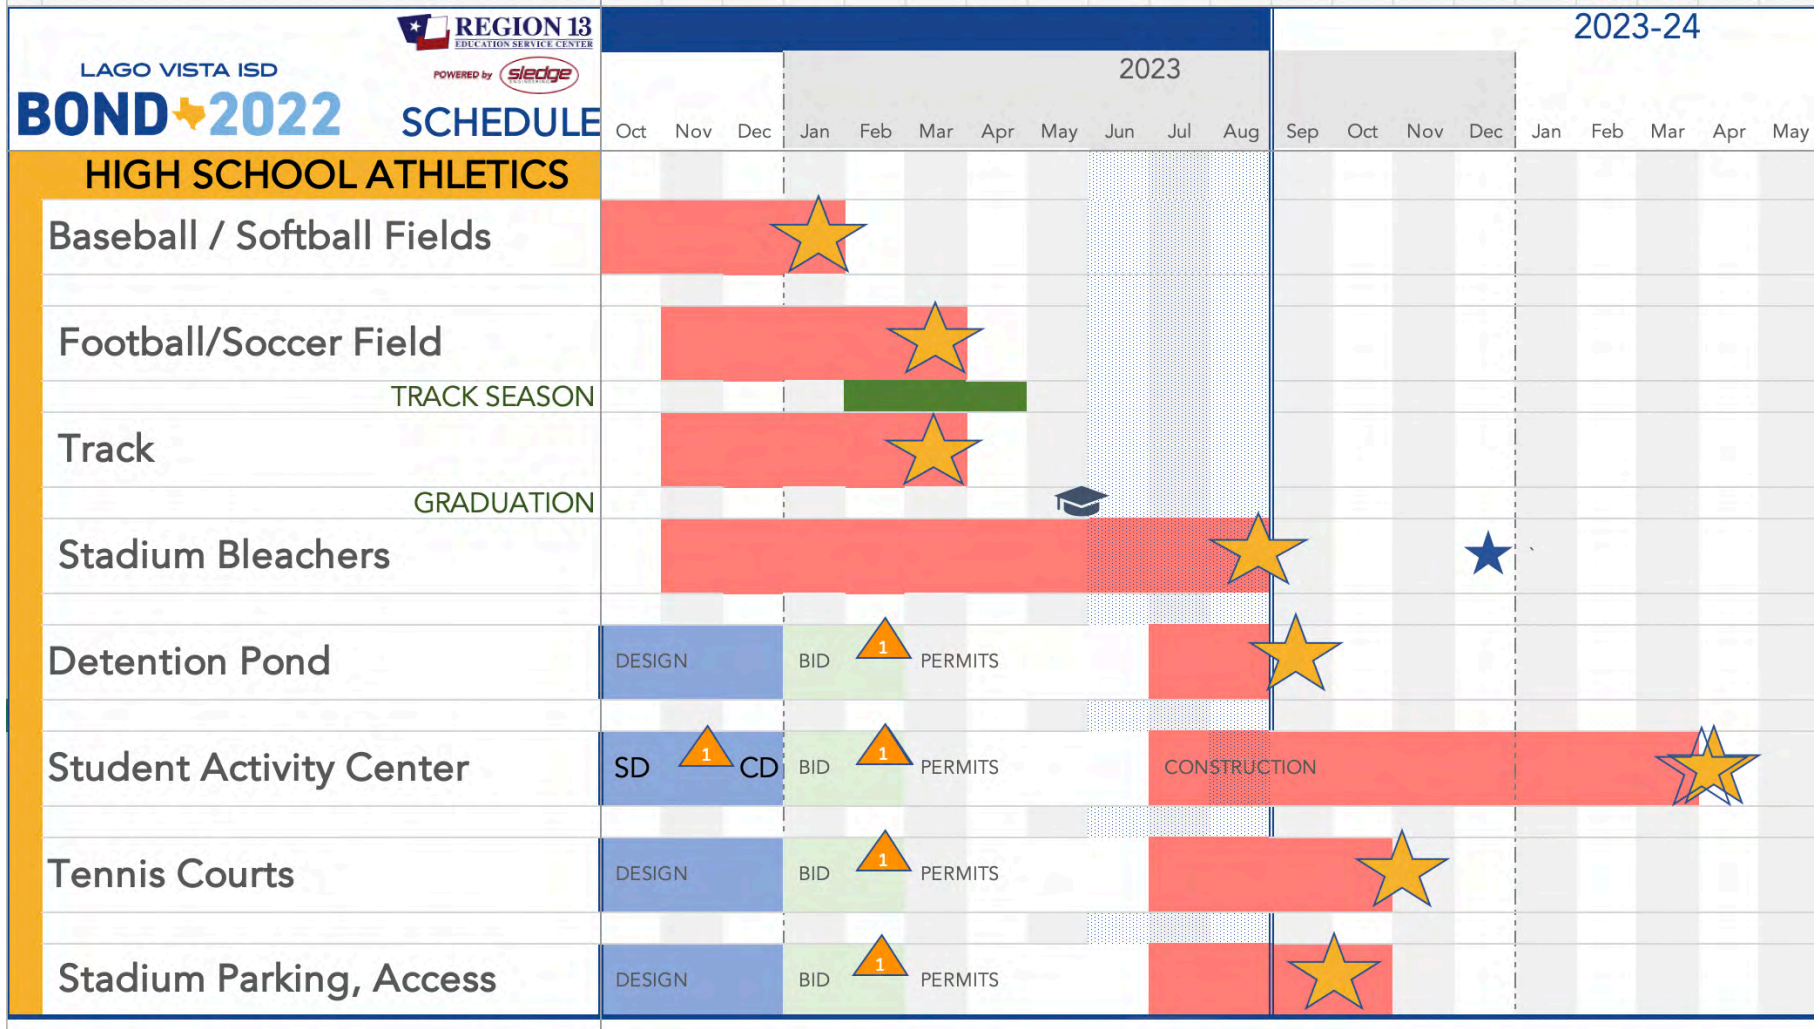 REGION 13
EDUCATION SERVICE CENTER
2023-24
LAGO VISTA ISD
POWERED by sledge
ENGINEERING
2023
BOND 2022
SCHEDULE
Oct Nov Dec Jan Feb Mar Apr May Jun Jul Aug Sep Oct Nov Dec Jan Feb Mar Apr May
HIGH SCHOOL ATHLETICS
Baseball / Softball Fields
Football/Soccer Field
TRACK SEASON
Track
GRADUATION
Stadium Bleachers
Detention Pond DESIGN BID 1 PERMITS
Student Activity Center SD 1 CD BID 1 PERMITS CONSTRUCTION
Tennis Courts DESIGN BID 1 PERMITS
Stadium Parking, Access DESIGN BID 1 PERMITS